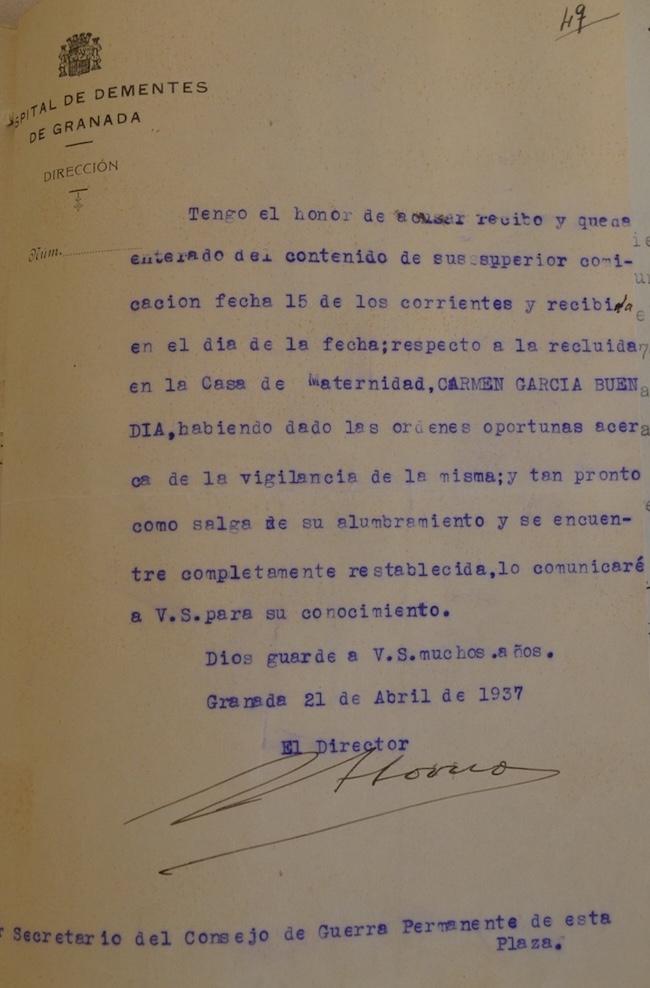 49
SPITAL DE DEMENTES
DE GRANADA
DIRECCIÓN
Núm.
Tengo el honor de acusar recibo y queda
enterado del contenido de sus superior comi-
cacion fecha 15 de los corrientes y recibida
en el dia de la fecha;respecto a la recluida
en la Casa de Maternidad,CARMEN GARCIA BUEN
DIA,habiendo dado las ordenes oportunas acer
ca de la vigilancia de la misma;y tan pronto
como salga de su alumbramiento y se encuen-
tre completamente restablecida,lo comunicaré
a V.S.para su conocimiento.
Dios guarde a V.S.muchos.años.
Granada 21 de Abril de 1937
El Director
r Secretario del Consejo de Guerra Permanente de esta
Plaza.